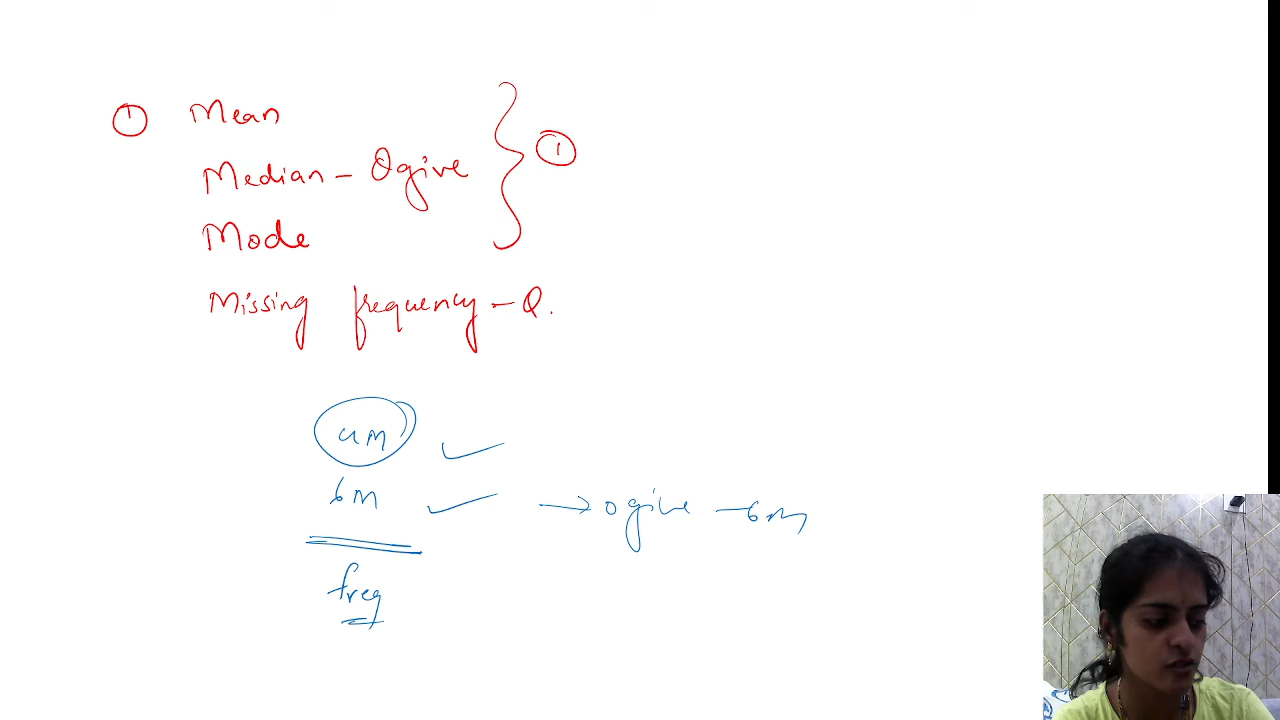 ① Mean
Median - Ogive
Mode
} ①
Missing frequency - Q.
4M ✓
6M ✓ → ogive - 6M
freq